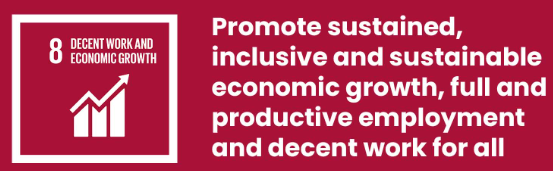 8 DECENT WORK AND
ECONOMIC GROWTH
Promote sustained,
inclusive and sustainable
economic growth, full and
productive employment
and decent work for all